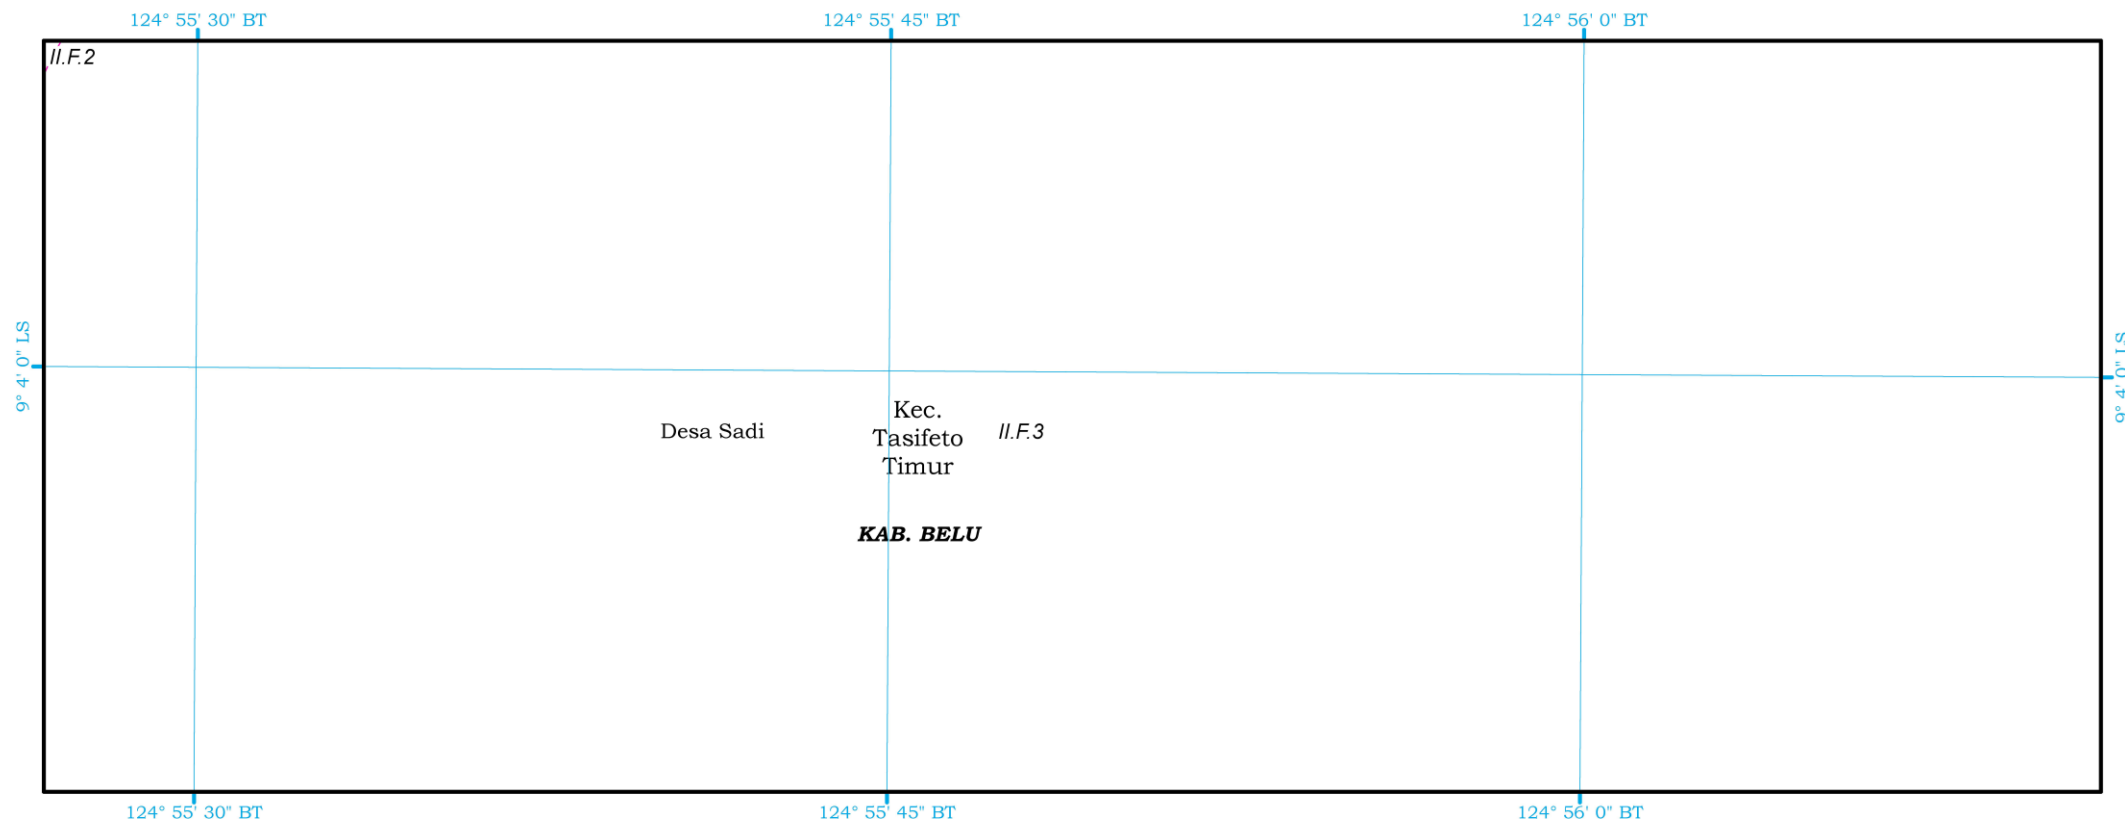 124° 55' 30" BT
124° 55' 45" BT
124° 56' 0" BT
II.F.2
9° 4' 0" LS
9° 4' 0" LS
Desa Sadi
Kec.
Tasifeto
Timur
II.F.3
KAB. BELU
124° 55' 30" BT
124° 55' 45" BT
124° 56' 0" BT